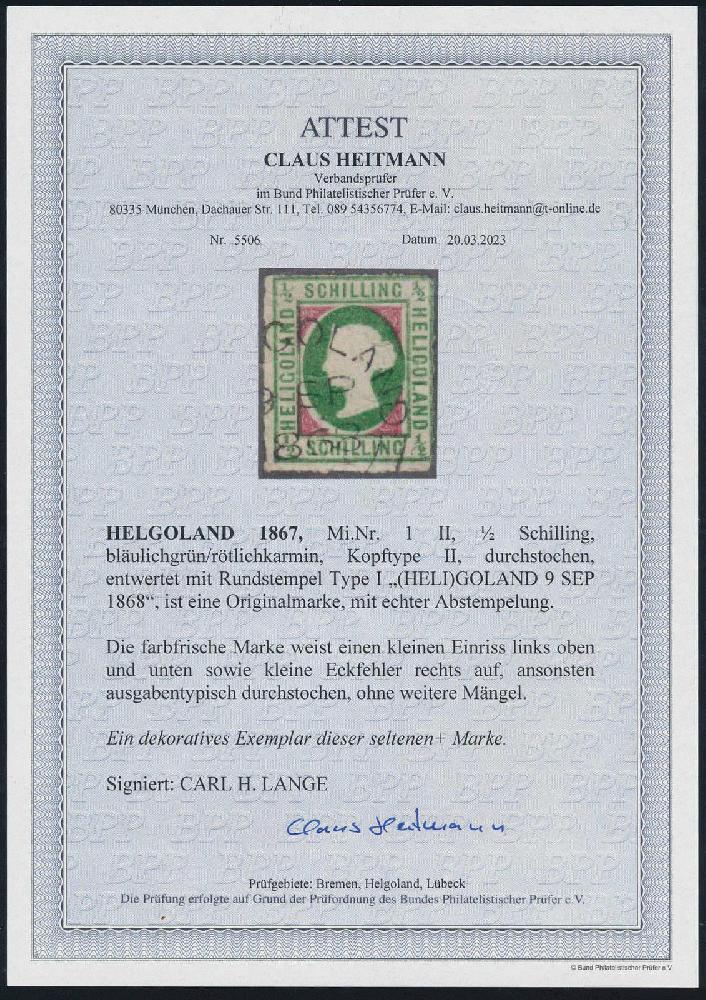 ATTEST
CLAUS HEITMANN
Verbandsprüfer
im Bund Philatelistischer Prüfer e. V.
80335 München, Dachauer Str. 111, Tel. 089 54356774, E-Mail: claus.heitmann@t-online.de
Nr. 5506 Datum 20.03.2023
½ SCHILLING ½
HELIGOLAND
HELIGOLAND
GOLA
½ SCHILLING ½
HELGOLAND 1867, Mi.Nr. 1 II, ½ Schilling,
bläulichgrün/rötlichkarmin, Kopftype II, durchstochen,
entwertet mit Rundstempel Type I „(HELI)GOLAND 9 SEP
1868“, ist eine Originalmarke, mit echter Abstempelung.
Die farbfrische Marke weist einen kleinen Einriss links oben
und unten sowie kleine Eckfehler rechts auf, ansonsten
ausgabentypisch durchstochen, ohne weitere Mängel.
Ein dekoratives Exemplar dieser seltenen+ Marke.
Signiert: CARL H. LANGE
Claus Heitmann
Prüfgebiete: Bremen, Helgoland, Lübeck
Die Prüfung erfolgte auf Grund der Prüfordnung des Bundes Philatelistischer Prüfer e.V.
© Bund Philatelistischer Prüfer e.V.